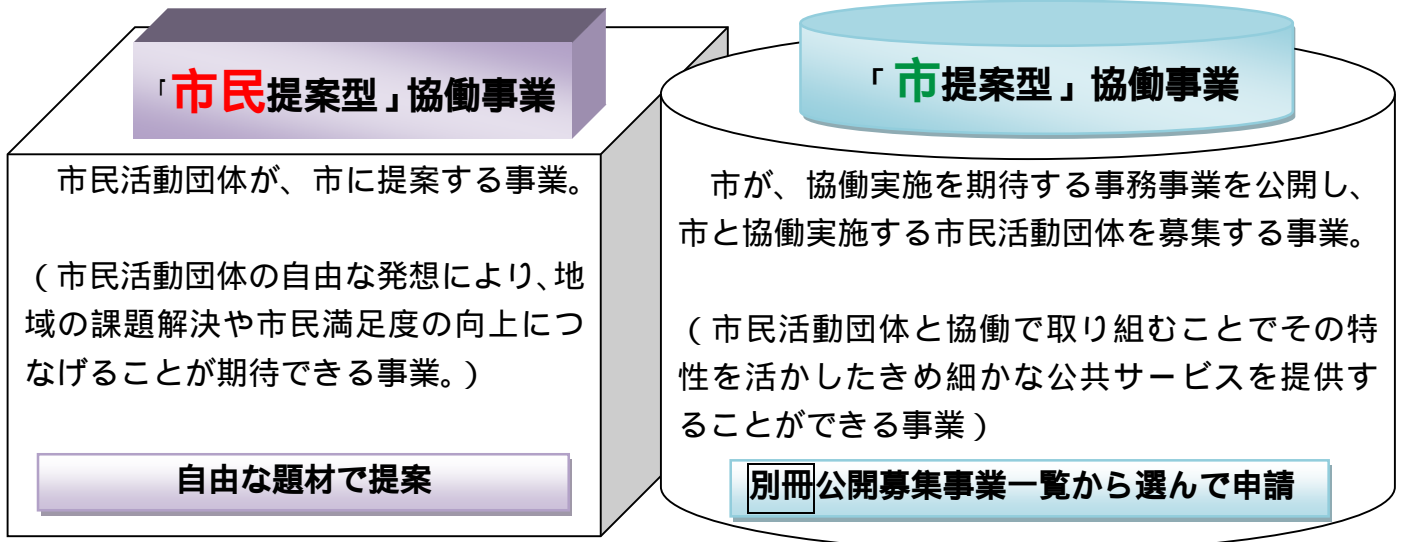 「市民提案型」協働事業
市民活動団体が、市に提案する事業。
（市民活動団体の自由な発想により、地
域の課題解決や市民満足度の向上につ
なげることが期待できる事業。）
自由な題材で提案
「市提案型」協働事業
市が、協働実施を期待する事務事業を公開し、
市と協働実施する市民活動団体を募集する事業。
（市民活動団体と協働で取り組むことでその特
性を活かしたきめ細かな公共サービスを提供す
ることができる事業）
別冊公開募集事業一覧から選んで申請